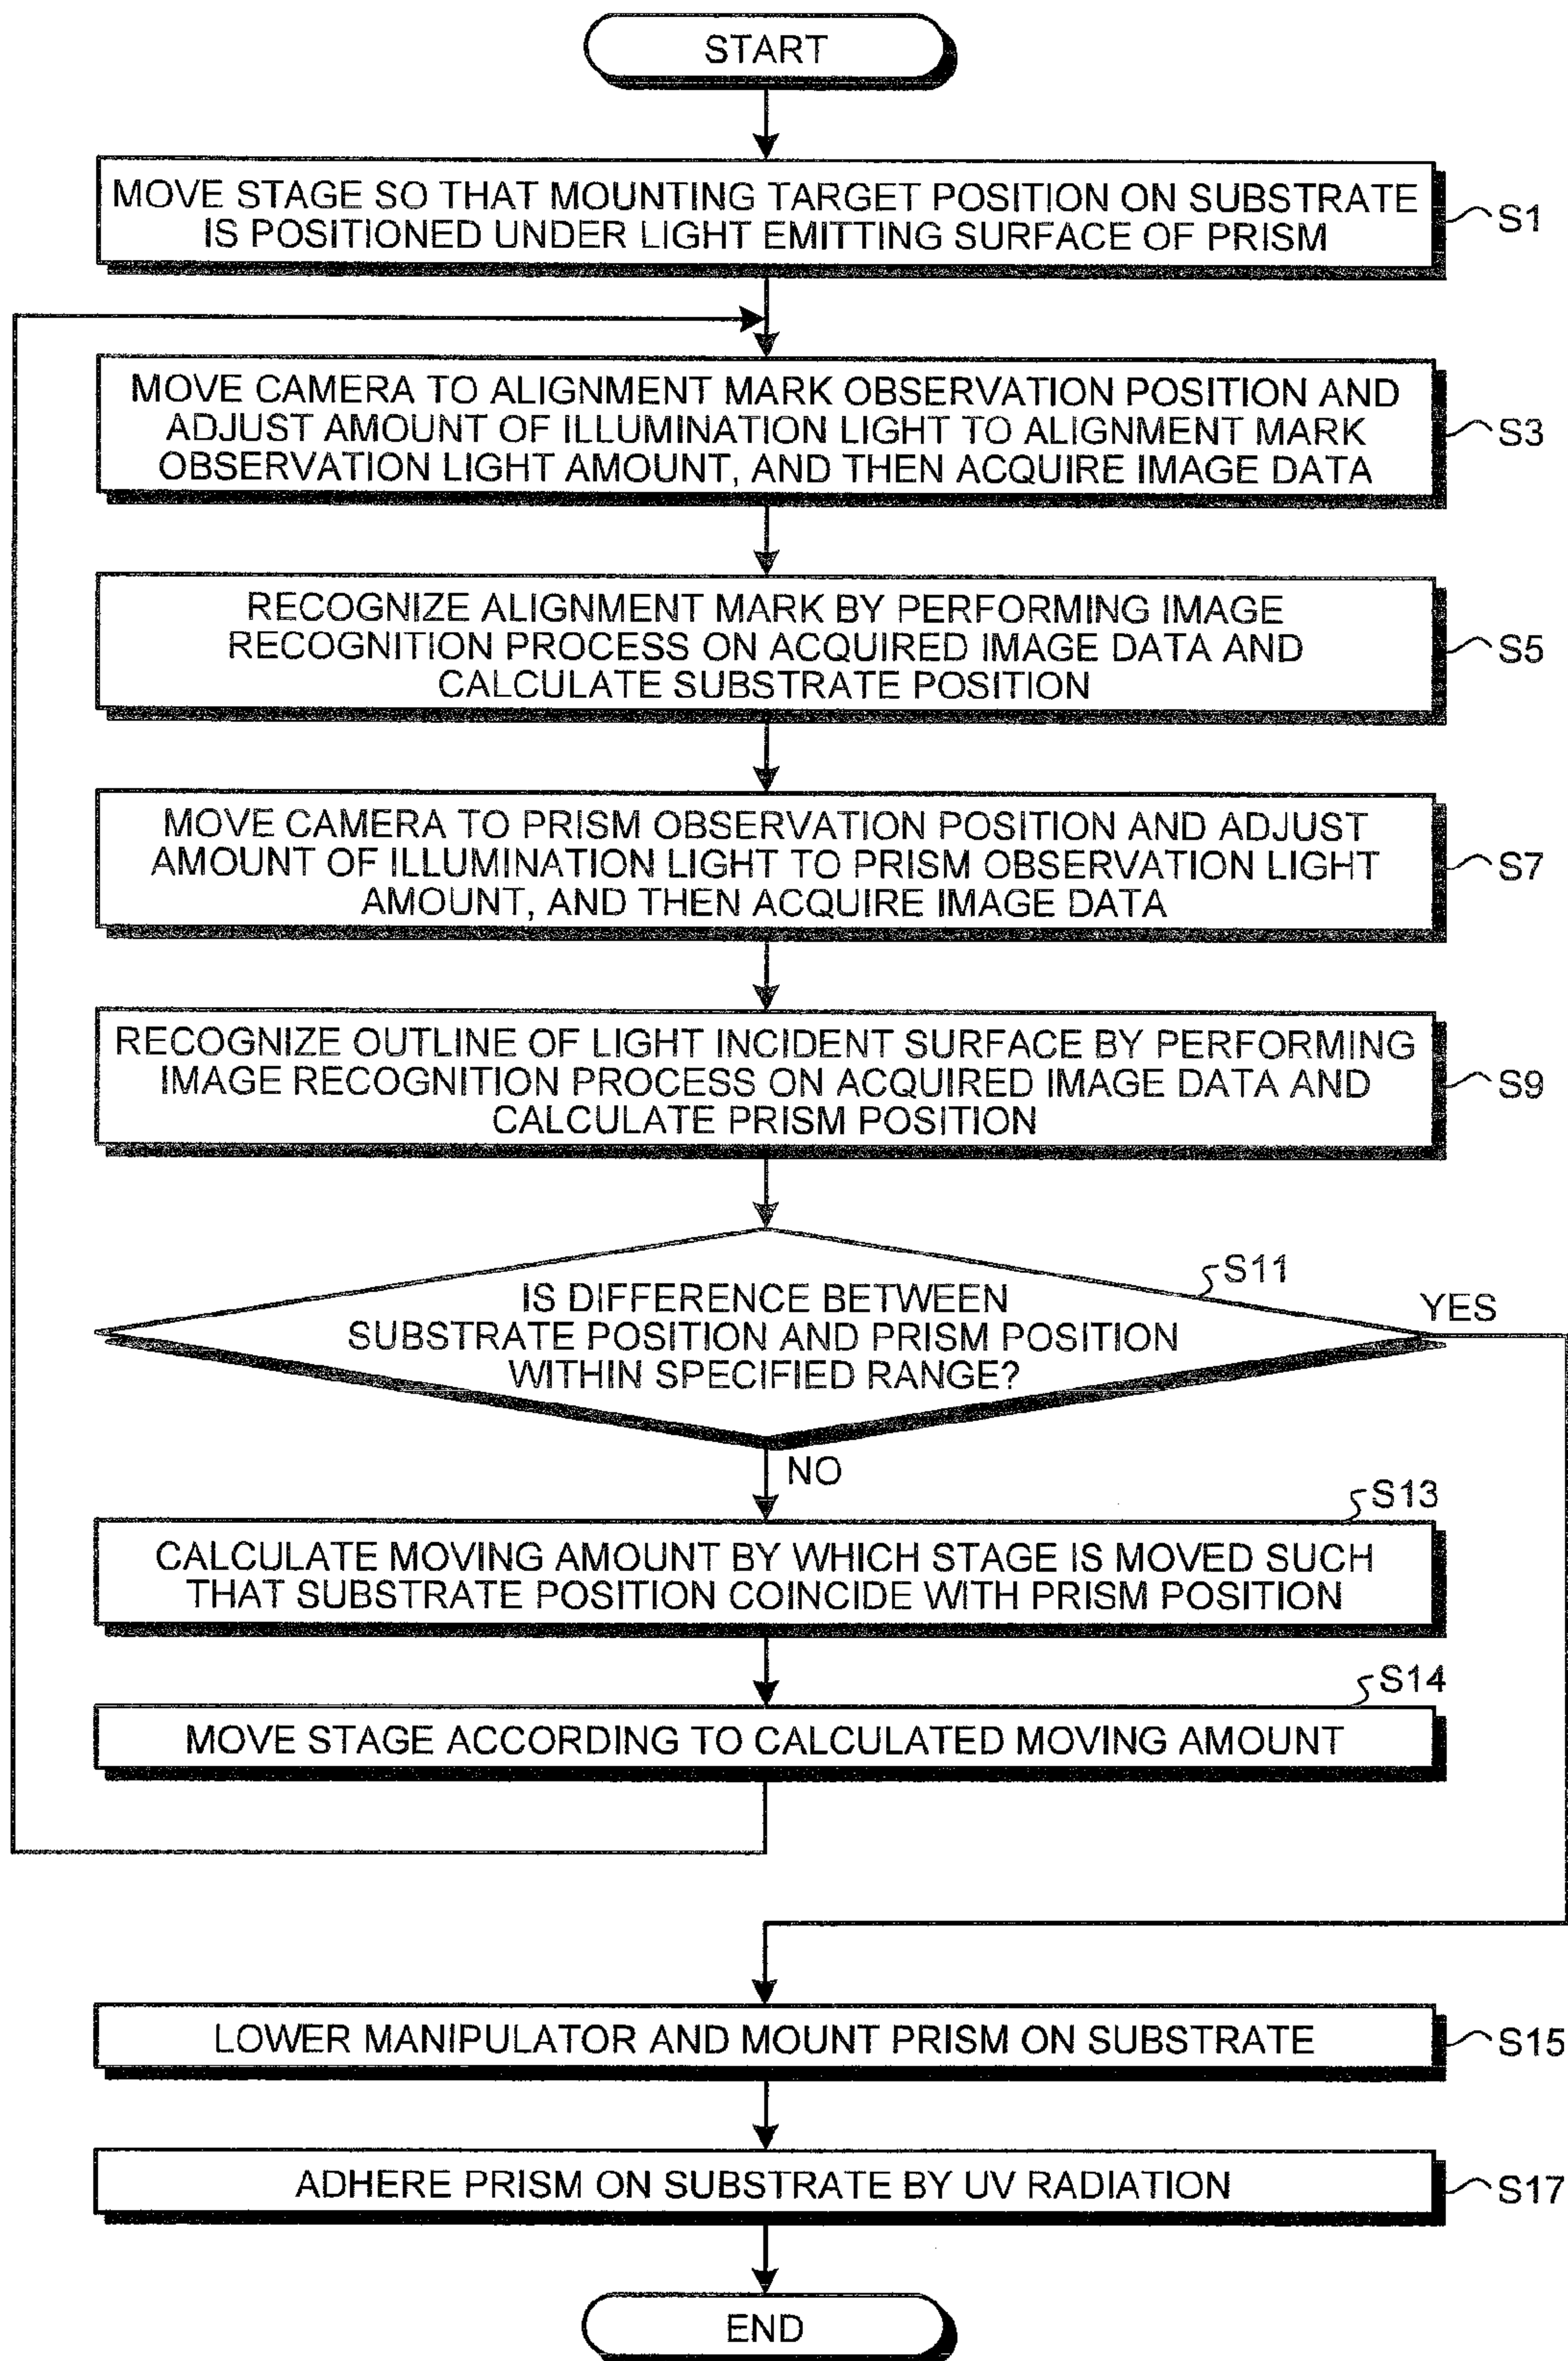 START
MOVE STAGE SO THAT MOUNTING TARGET POSITION ON SUBSTRATE
IS POSITIONED UNDER LIGHT EMITTING SURFACE OF PRISM
S1
MOVE CAMERA TO ALIGNMENT MARK OBSERVATION POSITION AND
ADJUST AMOUNT OF ILLUMINATION LIGHT TO ALIGNMENT MARK
OBSERVATION LIGHT AMOUNT, AND THEN ACQUIRE IMAGE DATA
S3
RECOGNIZE ALIGNMENT MARK BY PERFORMING IMAGE
RECOGNITION PROCESS ON ACQUIRED IMAGE DATA AND
CALCULATE SUBSTRATE POSITION
S5
MOVE CAMERA TO PRISM OBSERVATION POSITION AND ADJUST
AMOUNT OF ILLUMINATION LIGHT TO PRISM OBSERVATION LIGHT
AMOUNT, AND THEN ACQUIRE IMAGE DATA
S7
RECOGNIZE OUTLINE OF LIGHT INCIDENT SURFACE BY PERFORMING
IMAGE RECOGNITION PROCESS ON ACQUIRED IMAGE DATA AND
CALCULATE PRISM POSITION
S9
S11
IS DIFFERENCE BETWEEN
SUBSTRATE POSITION AND PRISM POSITION
WITHIN SPECIFIED RANGE?
YES
NO
S13
CALCULATE MOVING AMOUNT BY WHICH STAGE IS MOVED SUCH
THAT SUBSTRATE POSITION COINCIDE WITH PRISM POSITION
S14
MOVE STAGE ACCORDING TO CALCULATED MOVING AMOUNT
LOWER MANIPULATOR AND MOUNT PRISM ON SUBSTRATE
S15
ADHERE PRISM ON SUBSTRATE BY UV RADIATION
S17
END